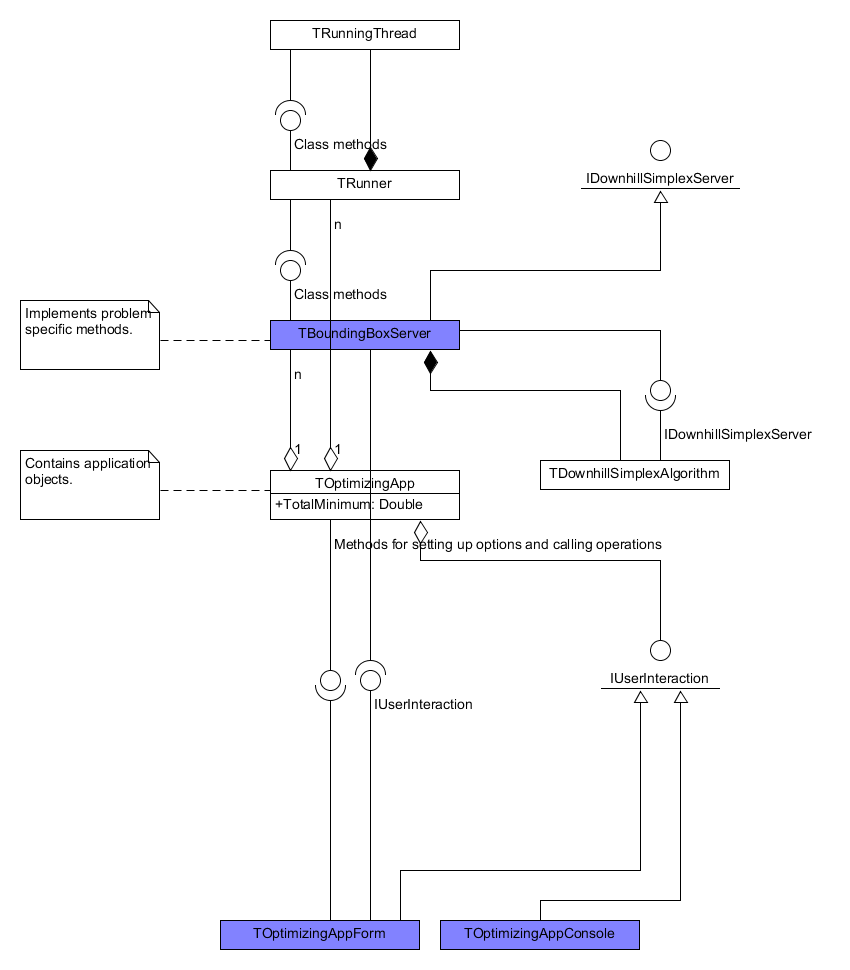 TRunningThread
Class methods
TRunner
IDownhillSimplexServer
n
Class methods
Implements problem
specific methods.
TBoundingBoxServer
n
IDownhillSimplexServer
1
1
Contains application
objects.
TOptimizingApp
TDownhillSimplexAlgorithm
+TotalMinimum: Double
Methods for setting up options and calling operations
IUserInteraction
IUserInteraction
TOptimizingAppForm
TOptimizingAppConsole